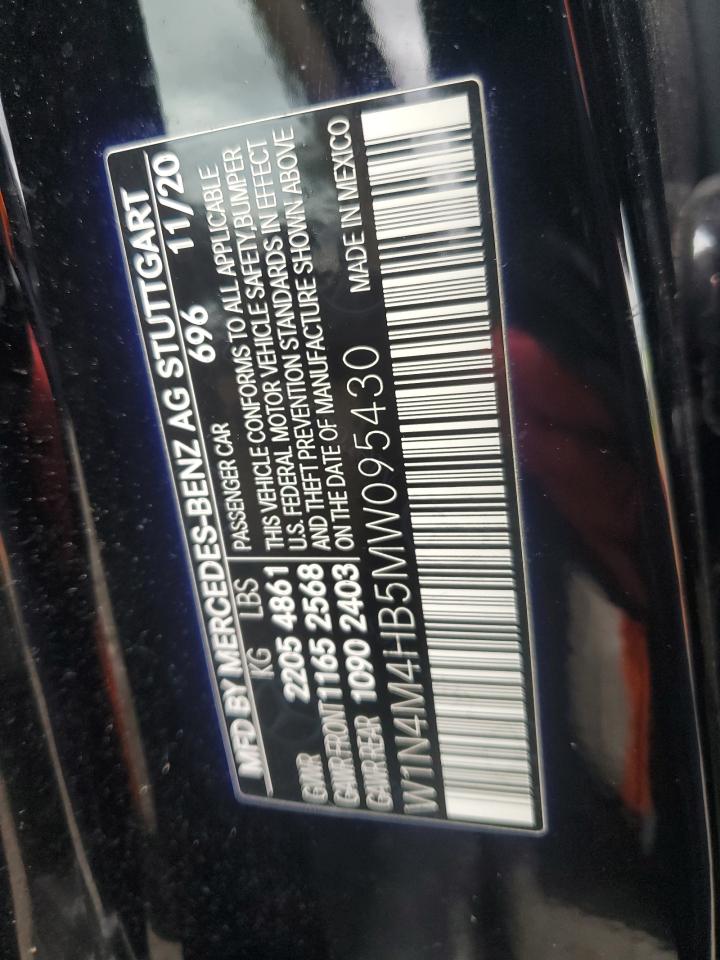 MFD BY MERCEDES-BENZ AG STUTTGART
KG LBS 696 11/20
GVWR 2205 4861
GAWR-FRONT 1165 2568
GAWR-REAR 1090 2403
PASSENGER CAR
THIS VEHICLE CONFORMS TO ALL APPLICABLE
U.S. FEDERAL MOTOR VEHICLE SAFETY, BUMPER
AND THEFT PREVENTION STANDARDS IN EFFECT
ON THE DATE OF MANUFACTURE SHOWN ABOVE
W1N4M4HB5MW095430 MADE IN MEXICO